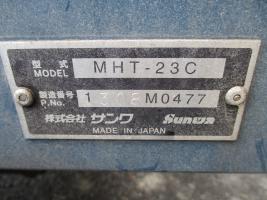 型式
MODEL MHT-23C
製造番号
P.No. 1302M0477
株式会社 サンワ Sunwa
MADE IN JAPAN